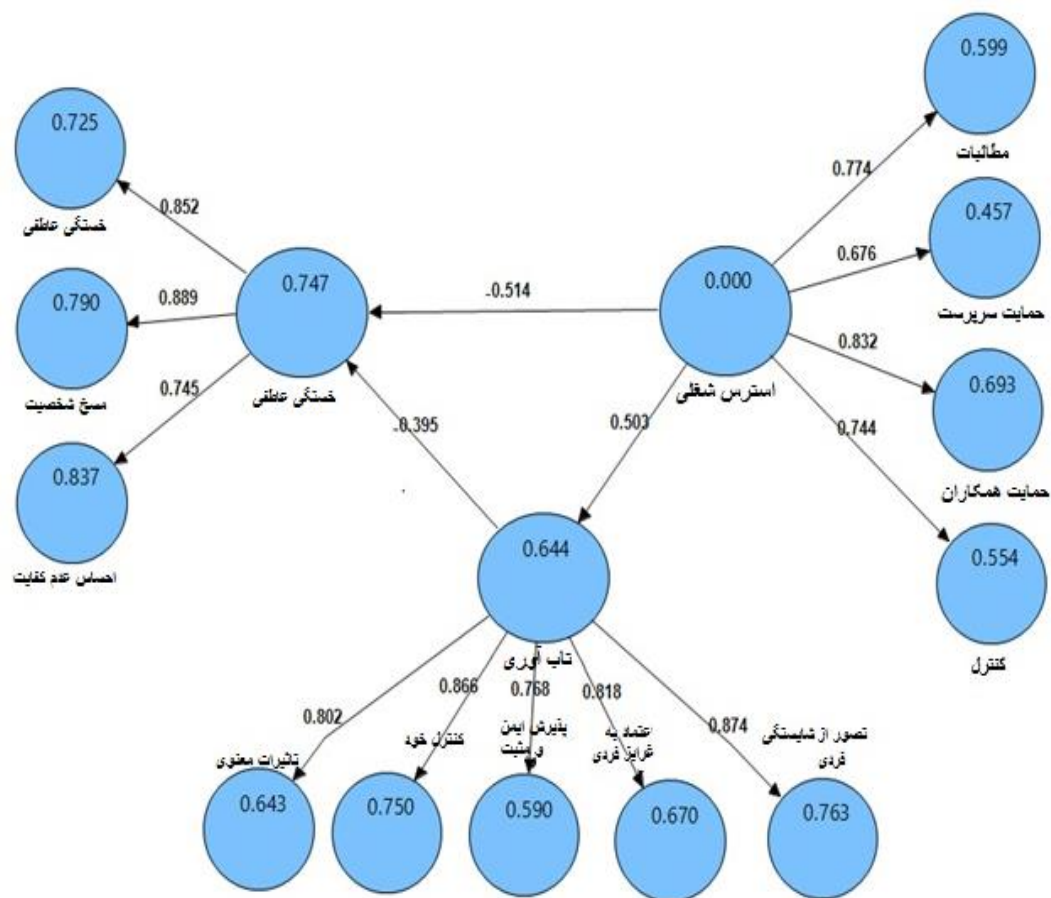 0.599
مطالبات
0.725
0.774
0.852
خستگی عاطفی
0.457
0.676
حمایت سرپرست
0.747
0.000
-0.514
0.790
0.889
مسخ شخصیت
0.832
0.693
خستگی عاطفی
استرس شغلی
0.745
-0.395
0.503
0.744
حمایت همکاران
0.837
احساس عدم کفایت
0.644
0.554
کنترل
تاب آوری
0.802
0.866
0.768
0.818
0.874
تاثیرات معنوی
کنترل خود
پذیرش ایمن
و مثبت
اعتماد به
غرایز فردی
تصور از شایستگی
فردی
0.643
0.750
0.590
0.670
0.763